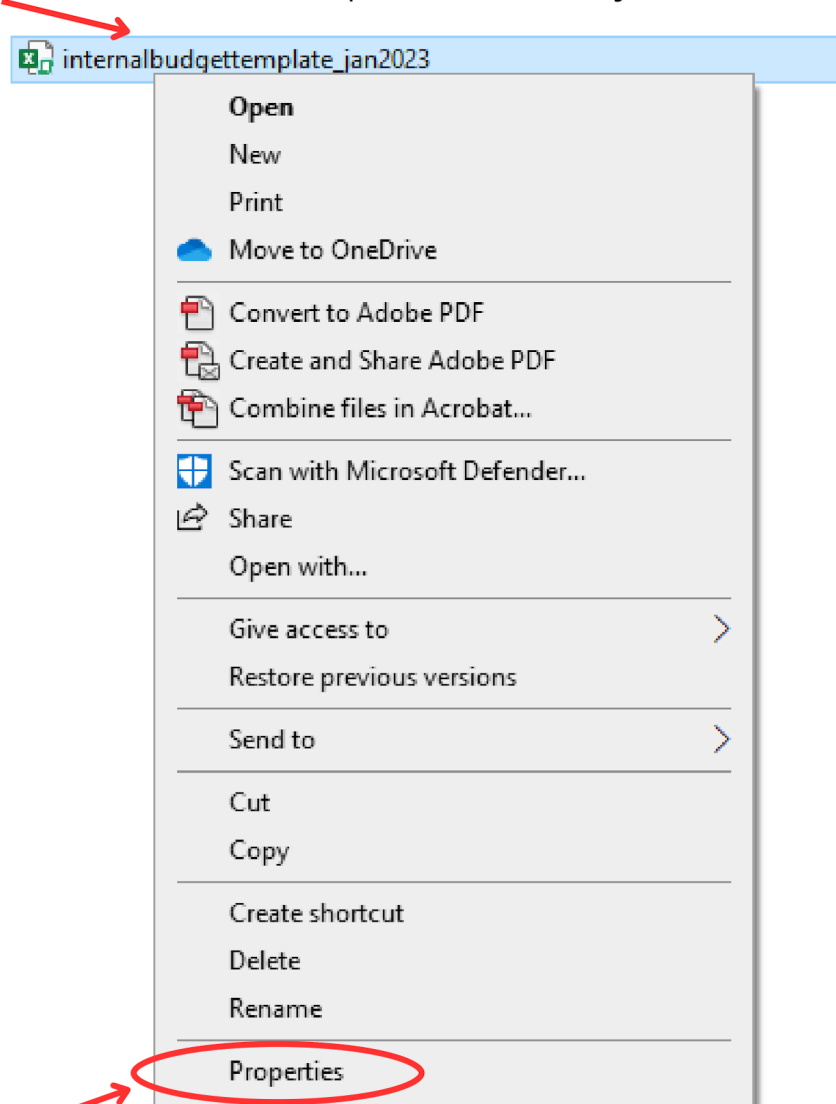 internalbudgettemplate_jan2023
Open
New
Print
Move to OneDrive
Convert to Adobe PDF
Create and Share Adobe PDF
Combine files in Acrobat...
Scan with Microsoft Defender...
Share
Open with...
Give access to
Restore previous versions
Send to
Cut
Copy
Create shortcut
Delete
Rename
Properties